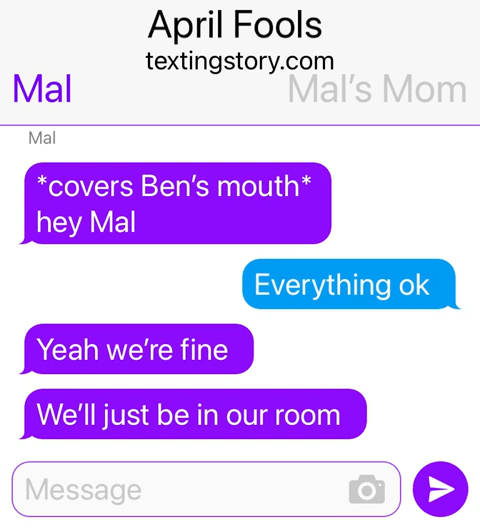 April Fools
textingstory.com
Mal Mal’s Mom
Mal
*covers Ben’s mouth*
hey Mal
Everything ok
Yeah we’re fine
We’ll just be in our room
Message